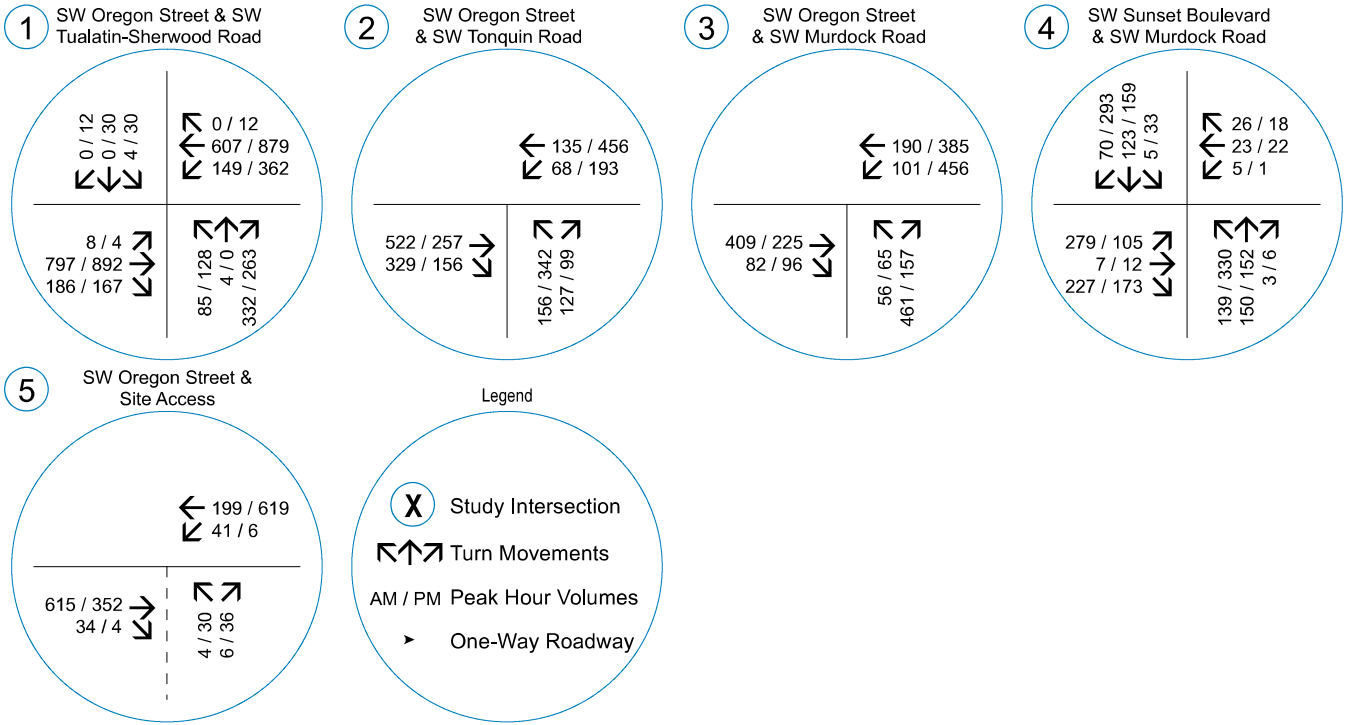 1
SW Oregon Street & SW
Tualatin-Sherwood Road
0 / 12
0 / 30
4 / 30
0 / 12
607 / 879
149 / 362
8 / 4
797 / 892
186 / 167
85 / 128
4 / 0
332 / 263
2
SW Oregon Street
& SW Tonquin Road
135 / 456
68 / 193
522 / 257
329 / 156
156 / 342
127 / 99
3
SW Oregon Street
& SW Murdock Road
190 / 385
101 / 456
409 / 225
82 / 96
56 / 65
461 / 157
4
SW Sunset Boulevard
& SW Murdock Road
70 / 293
123 / 159
5 / 33
26 / 18
23 / 22
5 / 1
279 / 105
7 / 12
227 / 173
139 / 330
150 / 152
3 / 6
5
SW Oregon Street &
Site Access
199 / 619
41 / 6
615 / 352
34 / 4
4 / 30
6 / 36
Legend
X Study Intersection
Turn Movements
AM / PM Peak Hour Volumes
One-Way Roadway